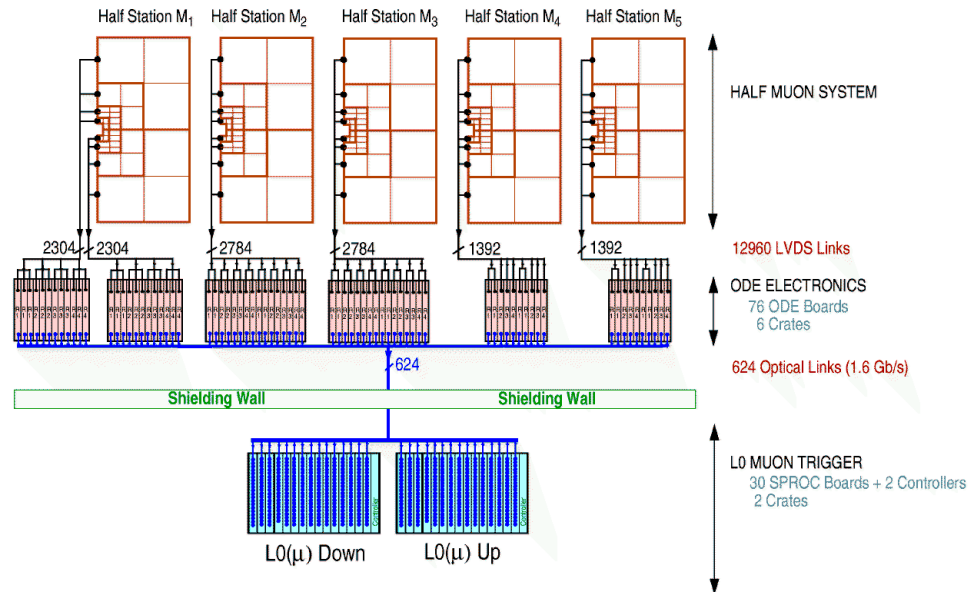 Half Station M1 Half Station M2 Half Station M3 Half Station M4 Half Station M5
HALF MUON SYSTEM
2304 2304 2784 2784 1392 1392
12960 LVDS Links
ODE ELECTRONICS
76 ODE Boards
6 Crates
624
624 Optical Links (1.6 Gb/s)
Shielding Wall Shielding Wall
L0 MUON TRIGGER
30 SPROC Boards + 2 Controllers
2 Crates
Controller Controller
L0(μ) Down L0(μ) Up